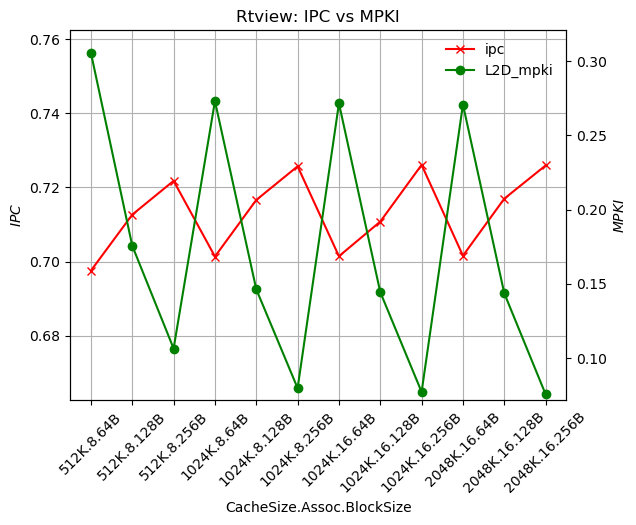 Rtview: IPC vs MPKI
ipc
L2D_mpki
0.76
0.74
0.72
0.70
0.68
IPC
0.30
0.25
0.20
0.15
0.10
MPKI
512K.8.64B
512K.8.128B
512K.8.256B
1024K.8.64B
1024K.8.128B
1024K.8.256B
1024K.16.64B
1024K.16.128B
1024K.16.256B
2048K.16.64B
2048K.16.128B
2048K.16.256B
CacheSize.Assoc.BlockSize